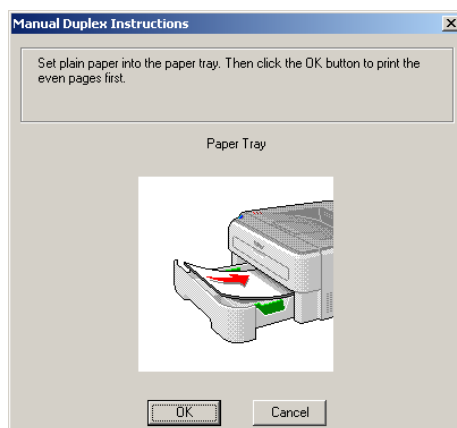 Manual Duplex Instructions
Set plain paper into the paper tray. Then click the OK button to print the
even pages first.
Paper Tray
OK
Cancel